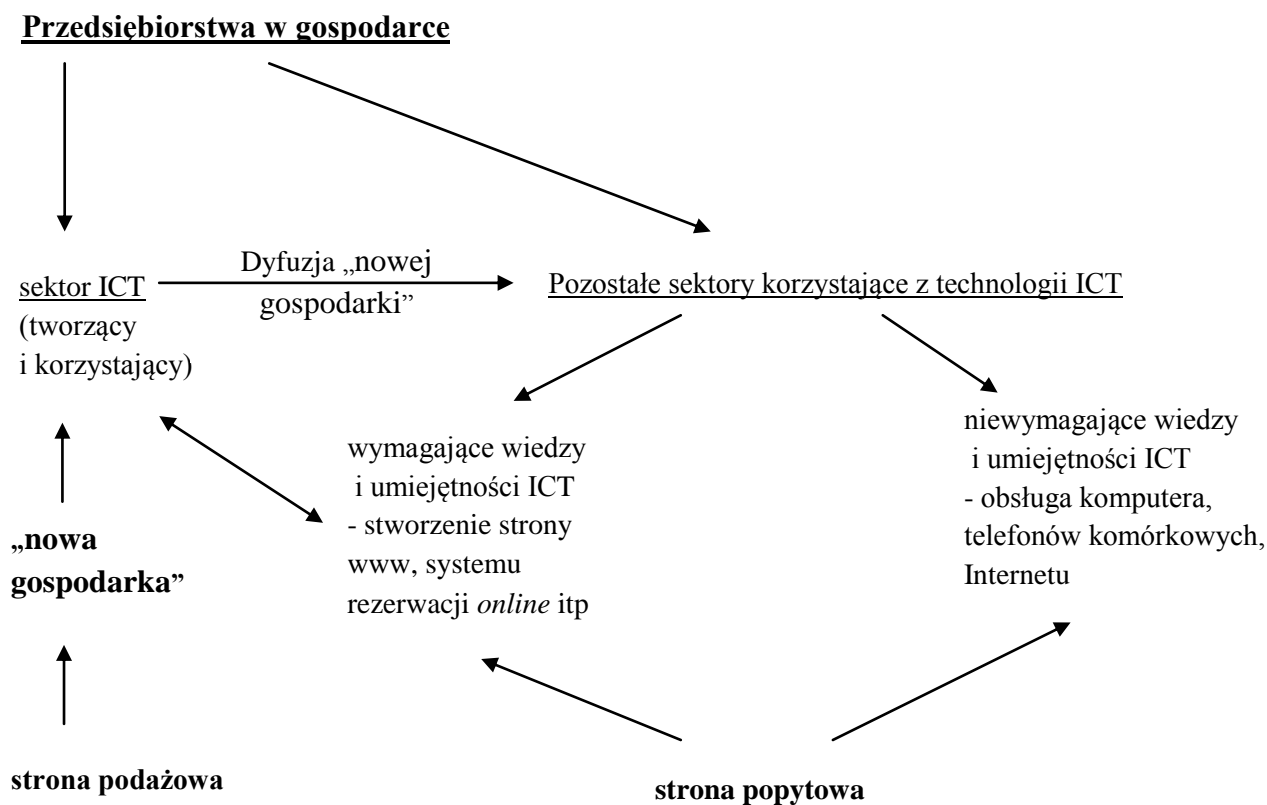 Przedsiębiorstwa w gospodarce
Dyfuzja „nowej
gospodarki”
sektor ICT
(tworzący
i korzystający)
Pozostałe sektory korzystające z technologii ICT
wymagające wiedzy
i umiejętności ICT
- stworzenie strony
www, systemu
rezerwacji online itp
niewymagające wiedzy
i umiejętności ICT
- obsługa komputera,
telefonów komórkowych,
Internetu
„nowa
gospodarka”
strona podażowa
strona popytowa